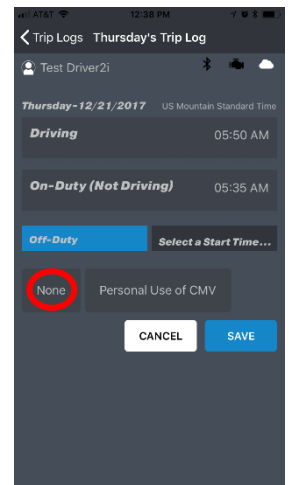 AT&T 12:38 PM
Trip Logs Thursday's Trip Log
Test Driver2i
Thursday-12/21/2017 US Mountain Standard Time
Driving 05:50 AM
On-Duty (Not Driving) 05:35 AM
Off-Duty Select a Start Time...
None Personal Use of CMV
CANCEL SAVE